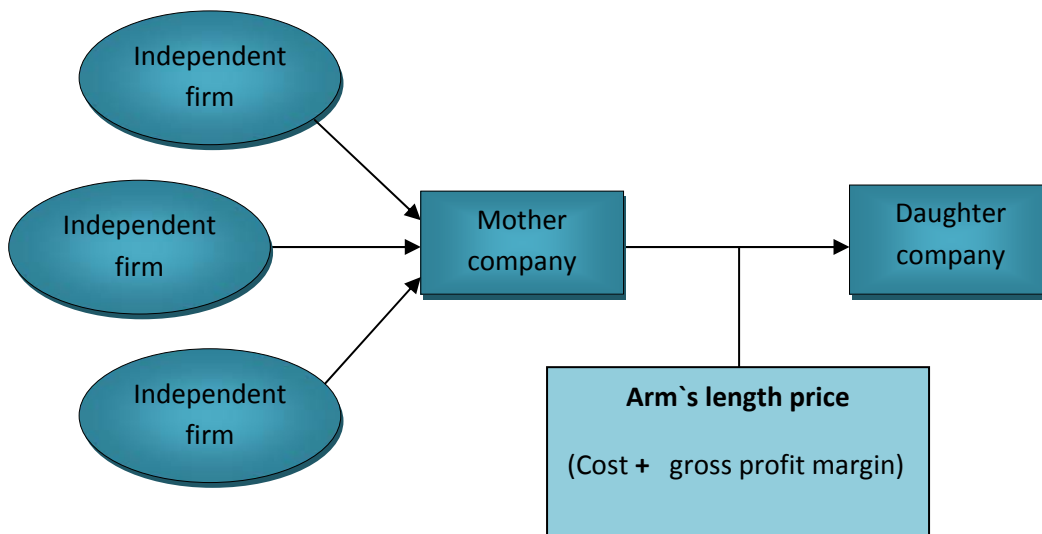 Independent
firm
Independent
firm
Independent
firm
Mother
company
Daughter
company
Arm`s length price
(Cost + gross profit margin)